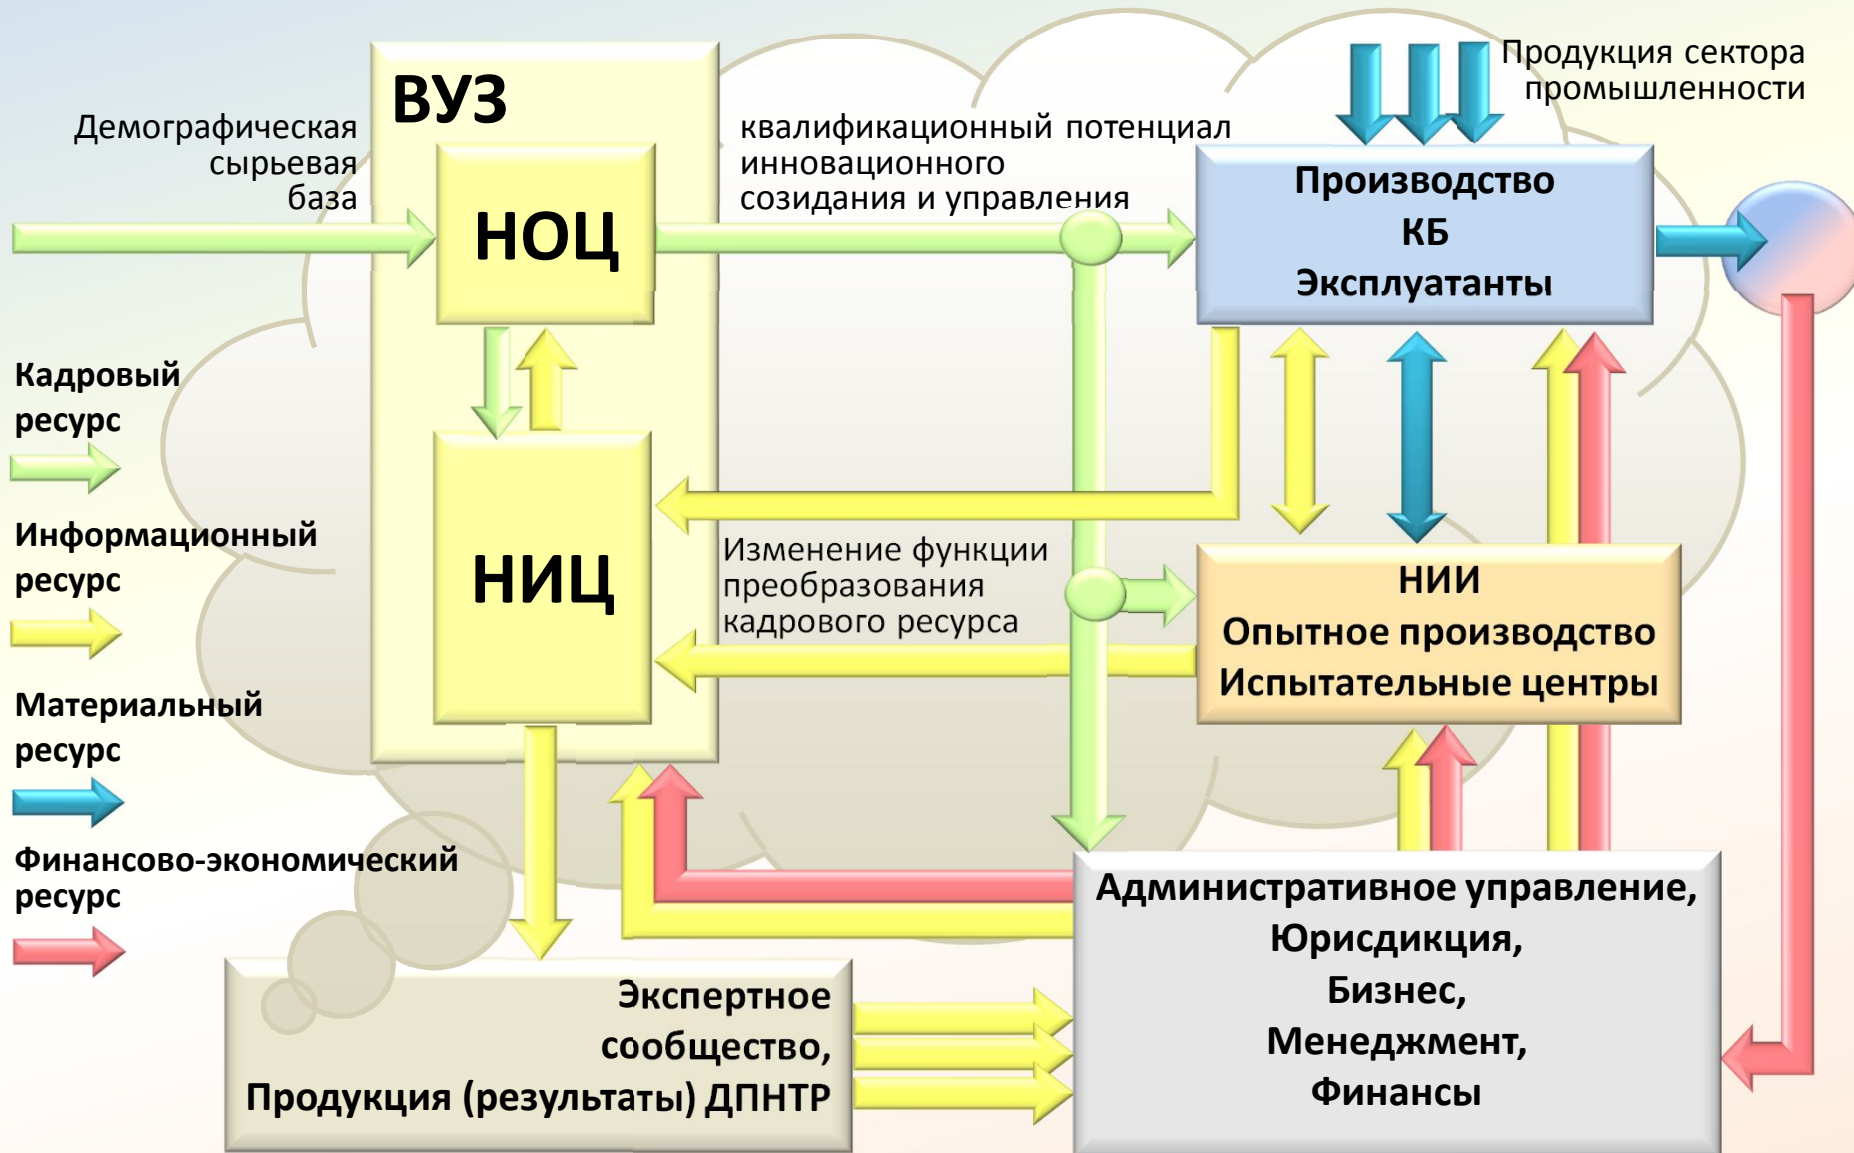 ВУЗ
Демографическая
сырьевая
база
НОЦ
квалификационный потенциал
инновационного
созидания и управления
Продукция сектора
промышленности
Производство
КБ
Эксплуатанты
Кадровый
ресурс
Информационный
ресурс
Материальный
ресурс
Финансово-экономический
ресурс
НИЦ
Изменение функции
преобразования
кадрового ресурса
НИИ
Опытное производство
Испытательные центры
Административное управление,
Юрисдикция,
Бизнес,
Менеджмент,
Финансы
Экспертное
сообщество,
Продукция (результаты) ДПНТР